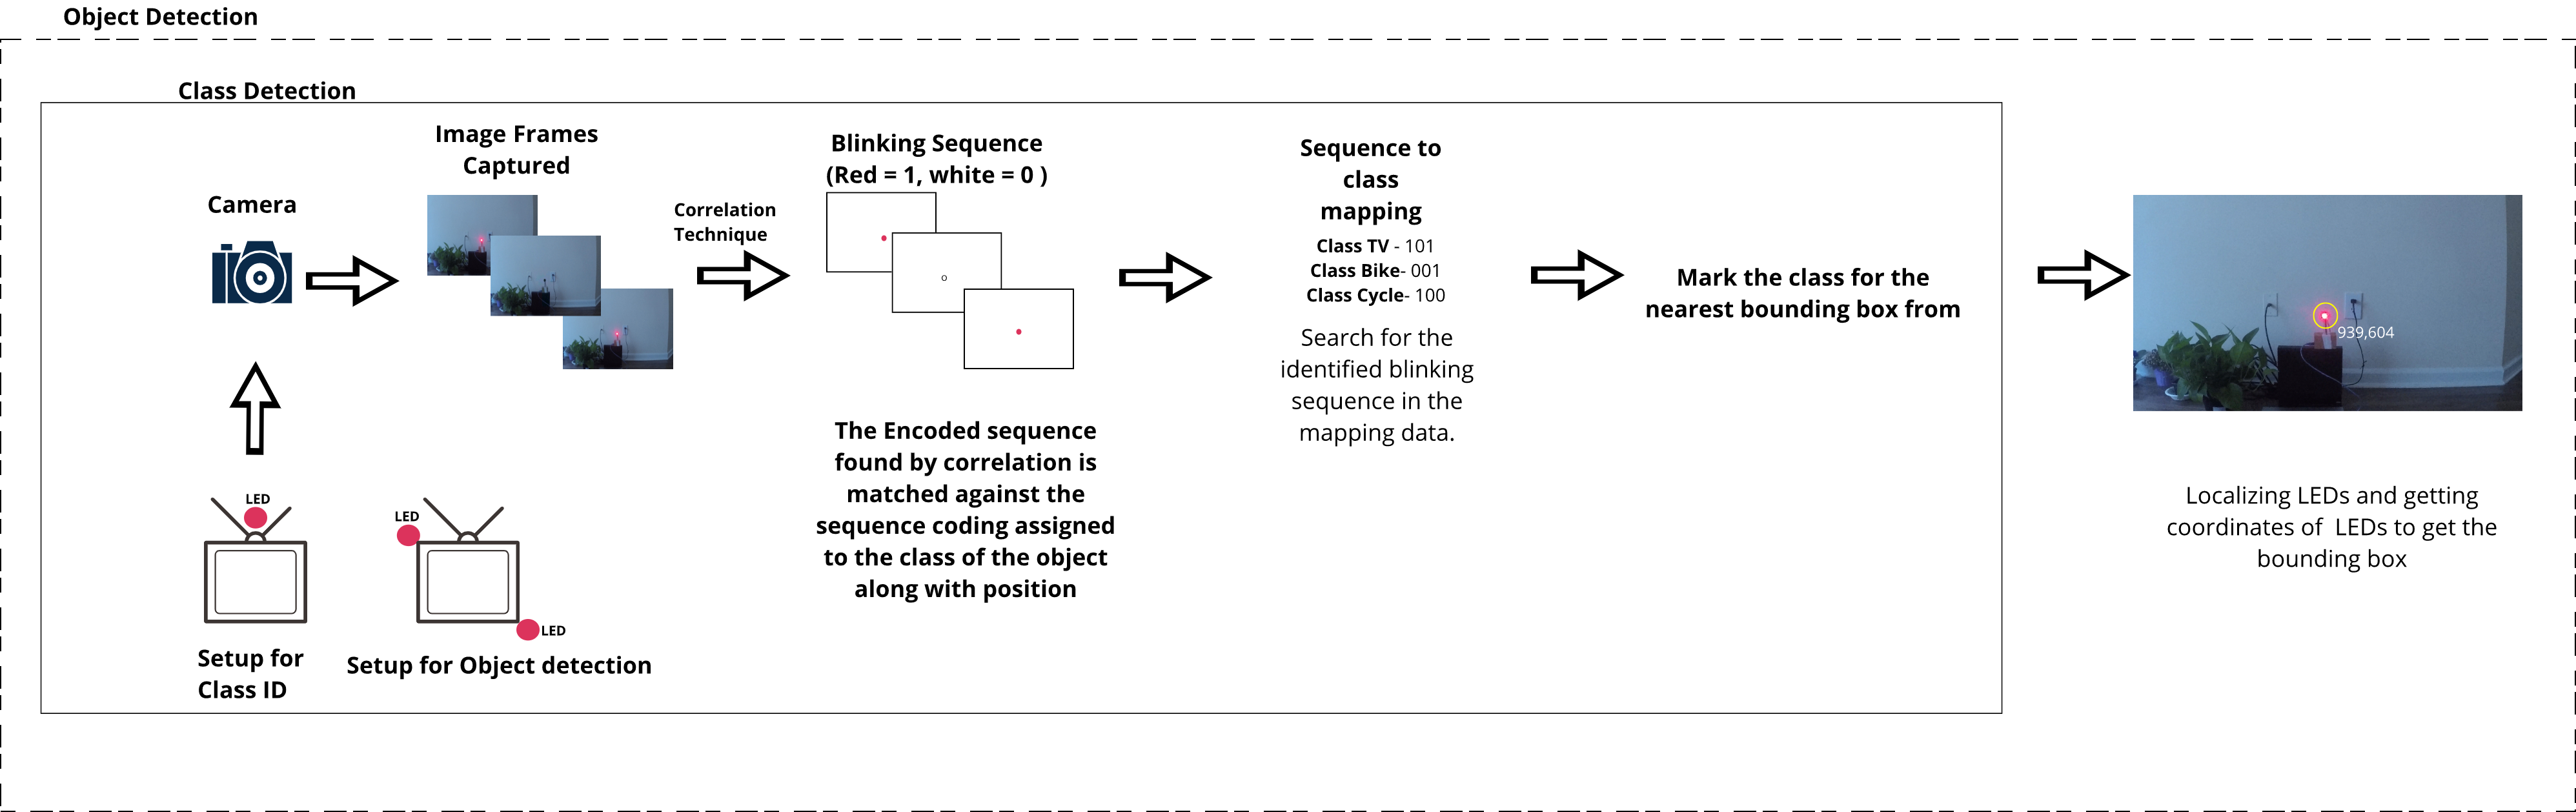 Object Detection
Class Detection
Camera
Image Frames
Captured
Correlation
Technique
Blinking Sequence
(Red = 1, white = 0 )
The Encoded sequence
found by correlation is
matched against the
sequence coding assigned
to the class of the object
along with position
Sequence to
class
mapping
Class TV - 101
Class Bike- 001
Class Cycle- 100
Search for the
identified blinking
sequence in the
mapping data.
Mark the class for the
nearest bounding box from
939,604
Localizing LEDs and getting
coordinates of  LEDs to get the
bounding box
LED
Setup for
Class ID
LED
LED
Setup for Object detection